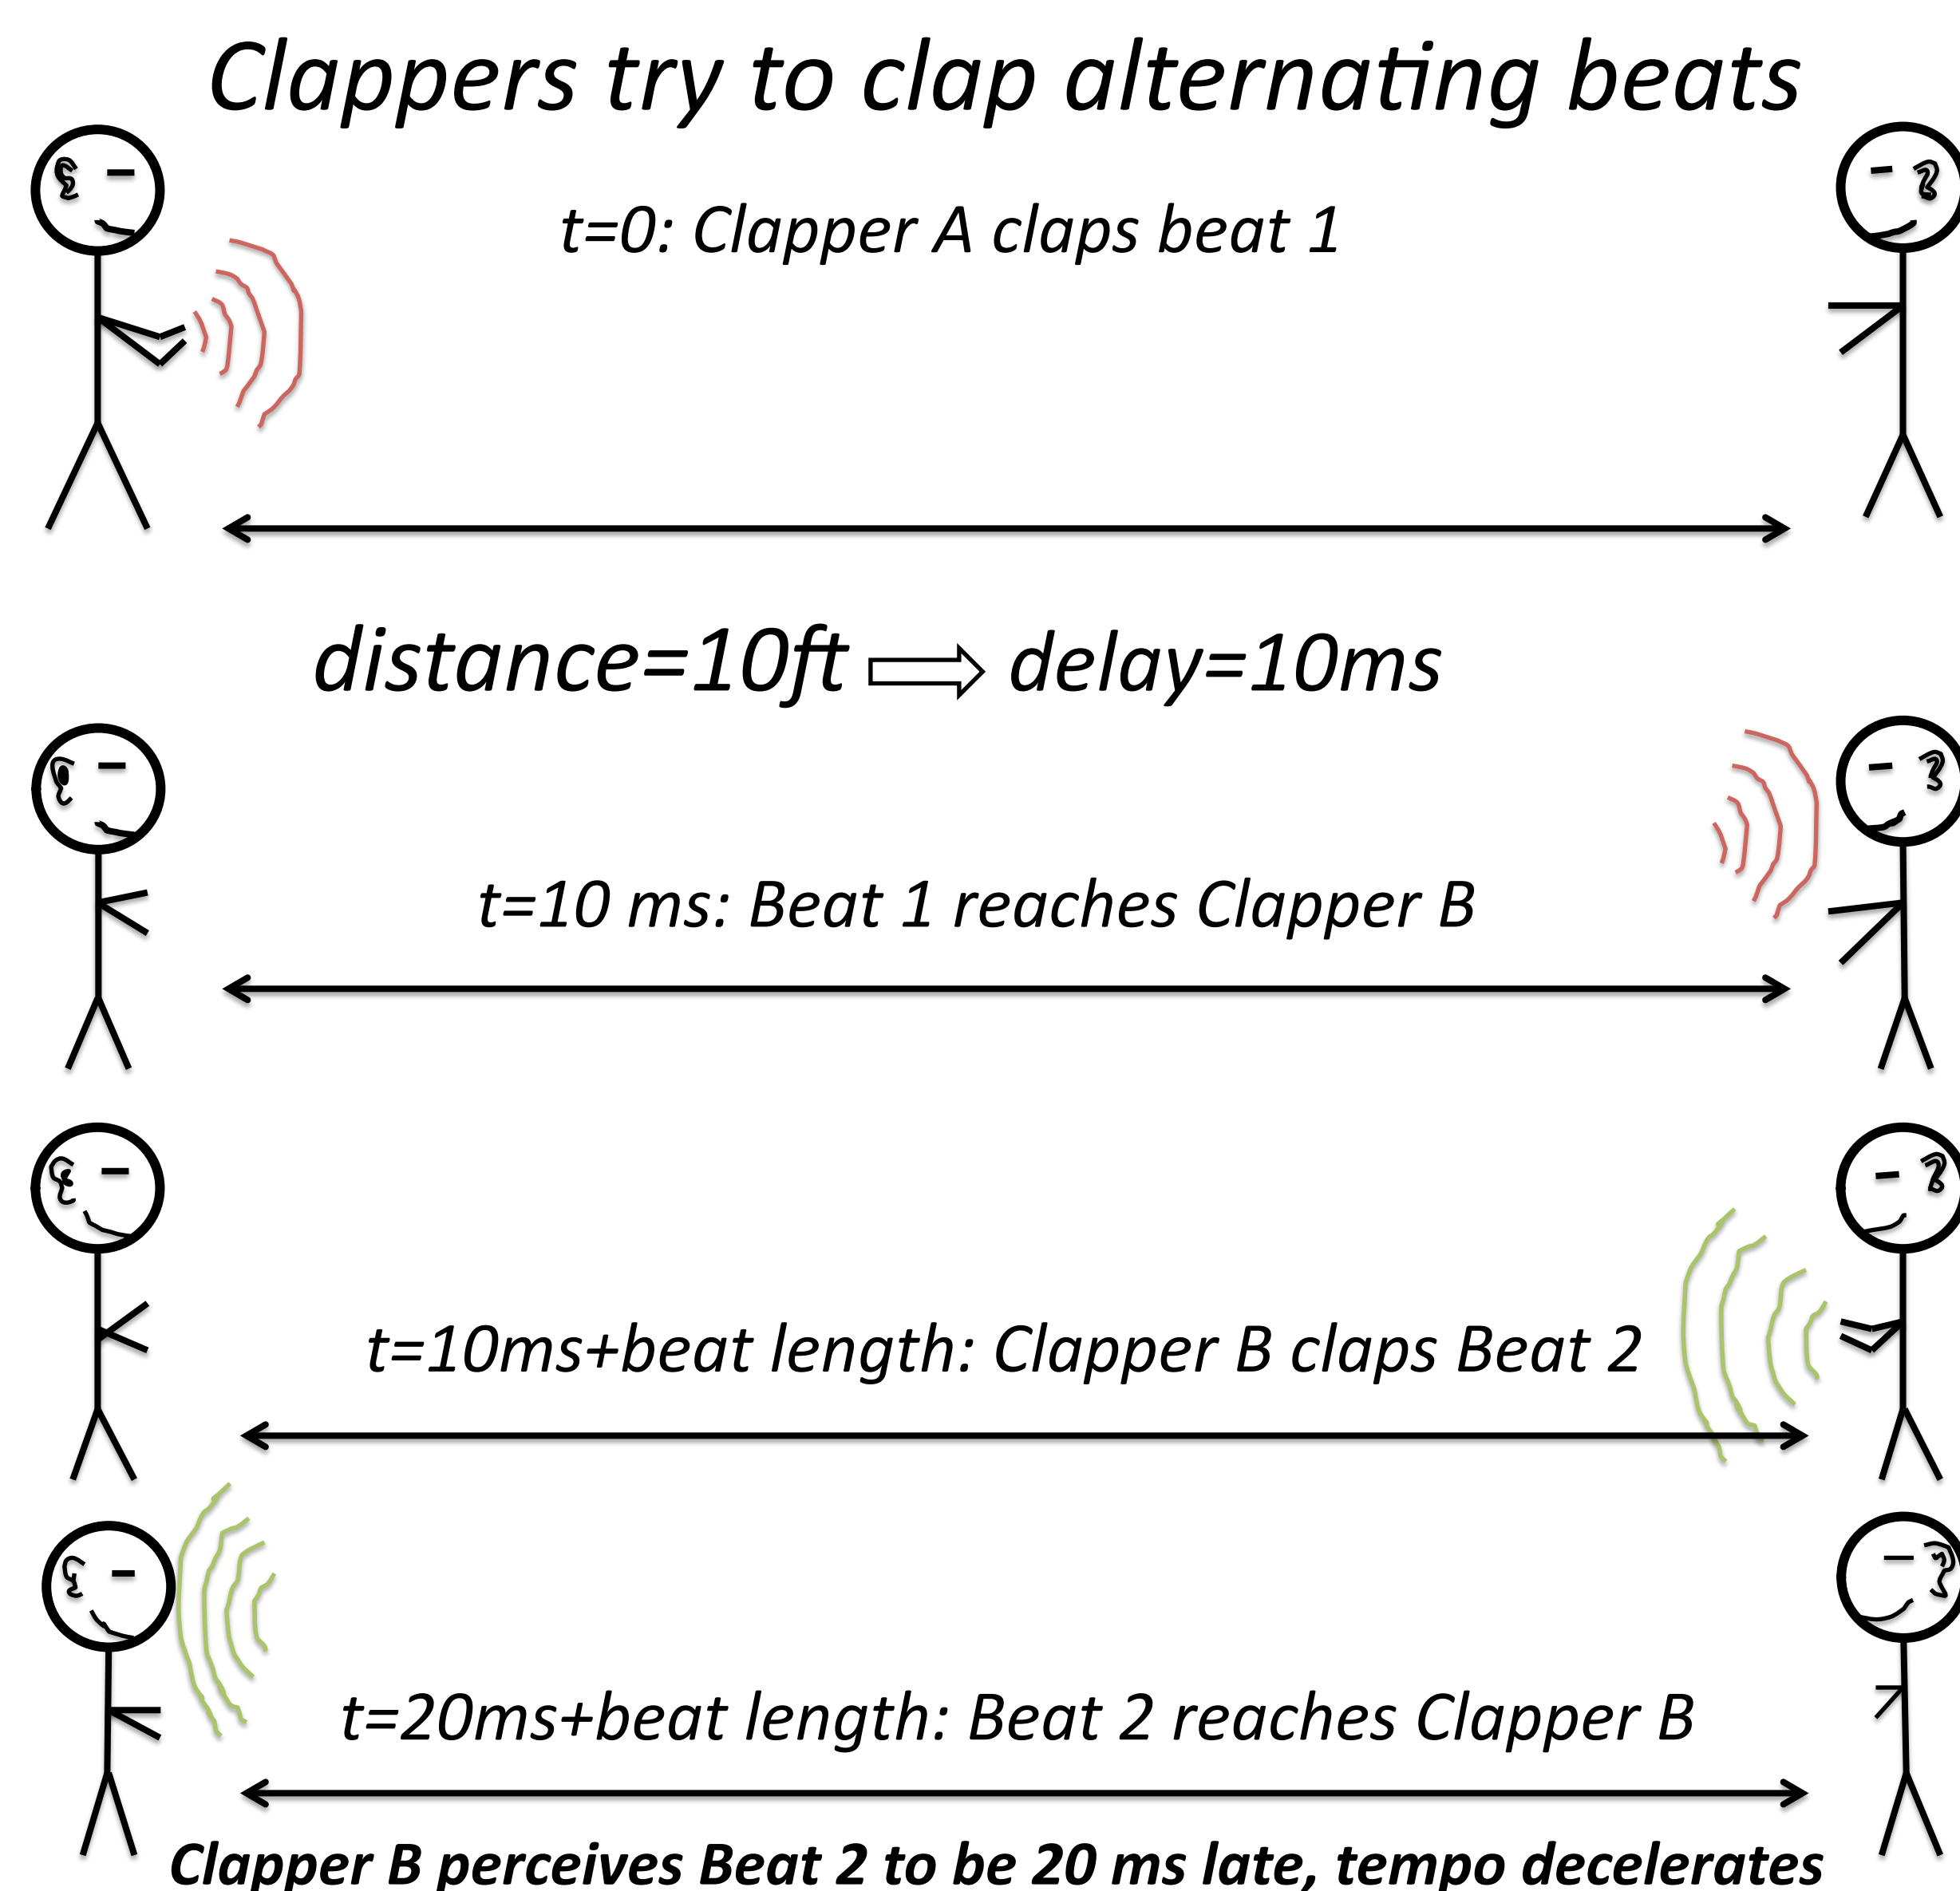 Clappers try to clap alternating beats
t=0: Clapper A claps beat 1
distance=10ft delay=10ms
t=10 ms: Beat 1 reaches Clapper B
t=10ms+beat length: Clapper B claps Beat 2
t=20ms+beat length: Beat 2 reaches Clapper B
Clapper B perceives Beat 2 to be 20 ms late, tempo decelerates